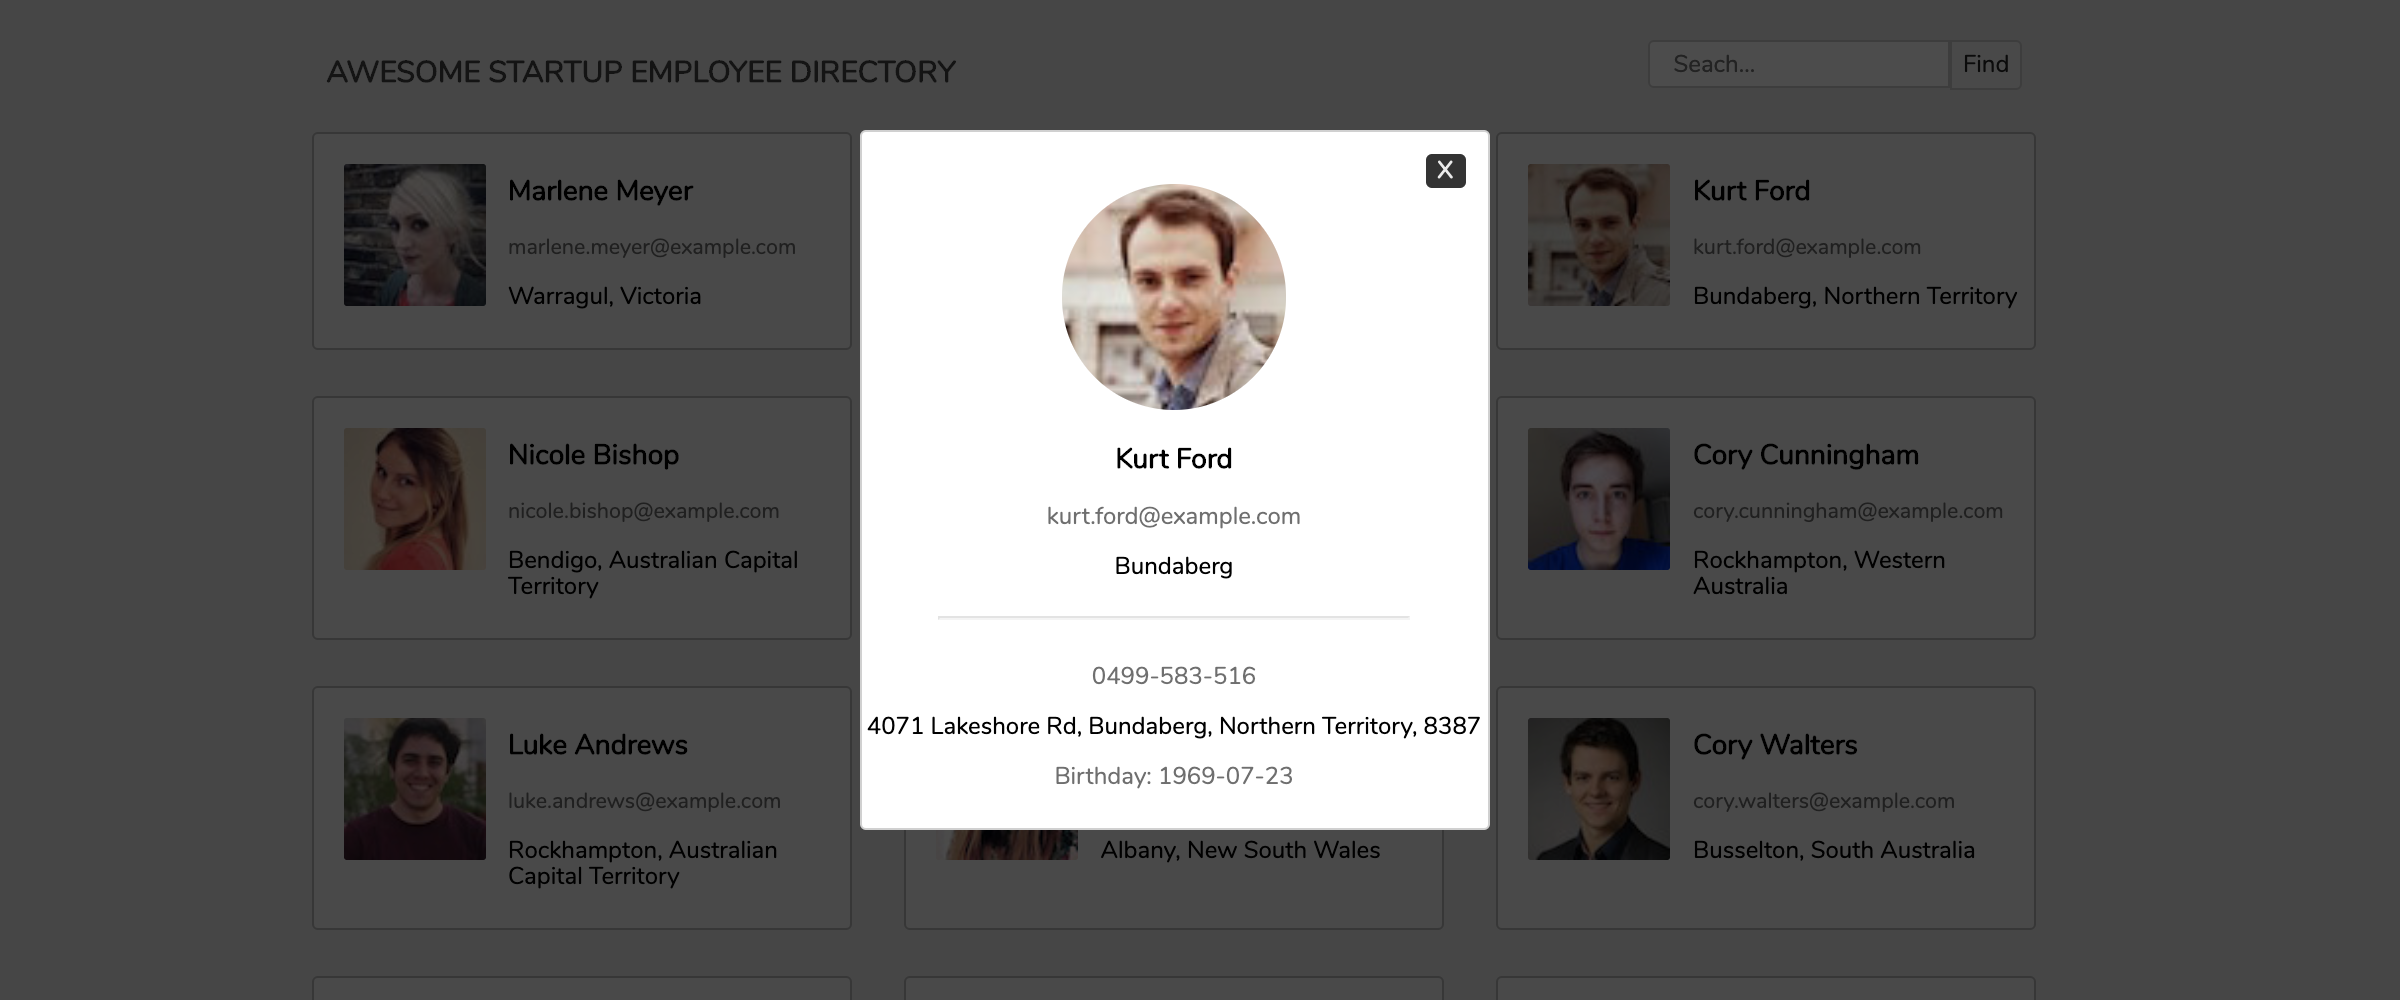 AWESOME STARTUP EMPLOYEE DIRECTORY
Seach...
Find
Marlene Meyer
marlene.meyer@example.com
Warragul, Victoria
X
Kurt Ford
kurt.ford@example.com
Bundaberg
0499-583-516
4071 Lakeshore Rd, Bundaberg, Northern Territory, 8387
Birthday: 1969-07-23
Kurt Ford
kurt.ford@example.com
Bundaberg, Northern Territory
Nicole Bishop
nicole.bishop@example.com
Bendigo, Australian Capital
Territory
Cory Cunningham
cory.cunningham@example.com
Rockhampton, Western
Australia
Luke Andrews
luke.andrews@example.com
Rockhampton, Australian
Capital Territory
Albany, New South Wales
Cory Walters
cory.walters@example.com
Busselton, South Australia